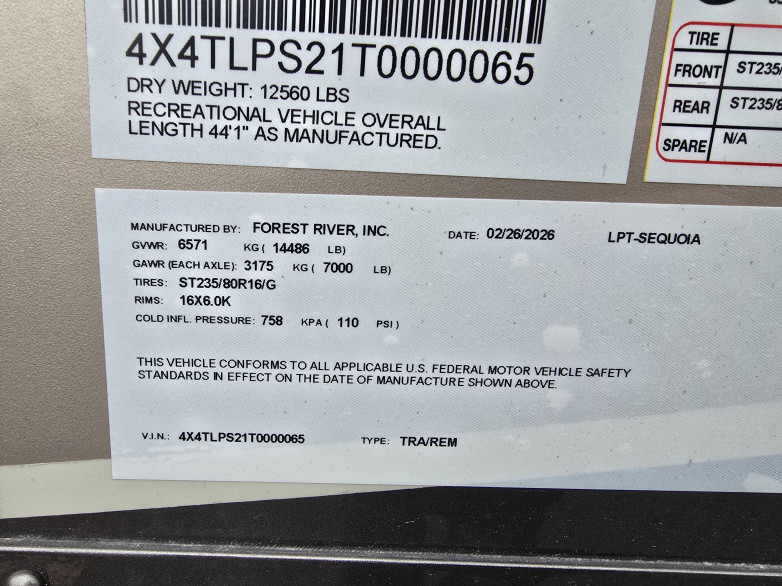 4X4TLPS21T0000065
DRY WEIGHT: 12560 LBS
RECREATIONAL VEHICLE OVERALL
LENGTH 44'1" AS MANUFACTURED.
TIRE
FRONT ST235/
REAR ST235/8
SPARE N/A
MANUFACTURED BY: FOREST RIVER, INC. DATE: 02/26/2026 LPT-SEQUOIA
GVWR: 6571 KG ( 14486 LB)
GAWR (EACH AXLE): 3175 KG ( 7000 LB)
TIRES: ST235/80R16/G
RIMS: 16X6.0K
COLD INFL. PRESSURE: 758 KPA ( 110 PSI )
THIS VEHICLE CONFORMS TO ALL APPLICABLE U.S. FEDERAL MOTOR VEHICLE SAFETY
STANDARDS IN EFFECT ON THE DATE OF MANUFACTURE SHOWN ABOVE.
V.I.N.: 4X4TLPS21T0000065 TYPE: TRA/REM